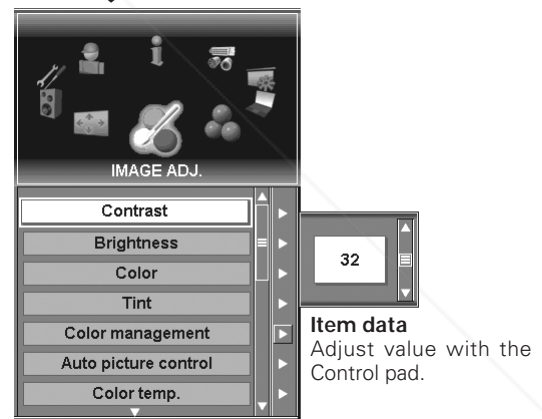 IMAGE ADJ.
Contrast
Brightness
Color
Tint
Color management
Auto picture control
Color temp.
32
Item data
Adjust value with the
Control pad.